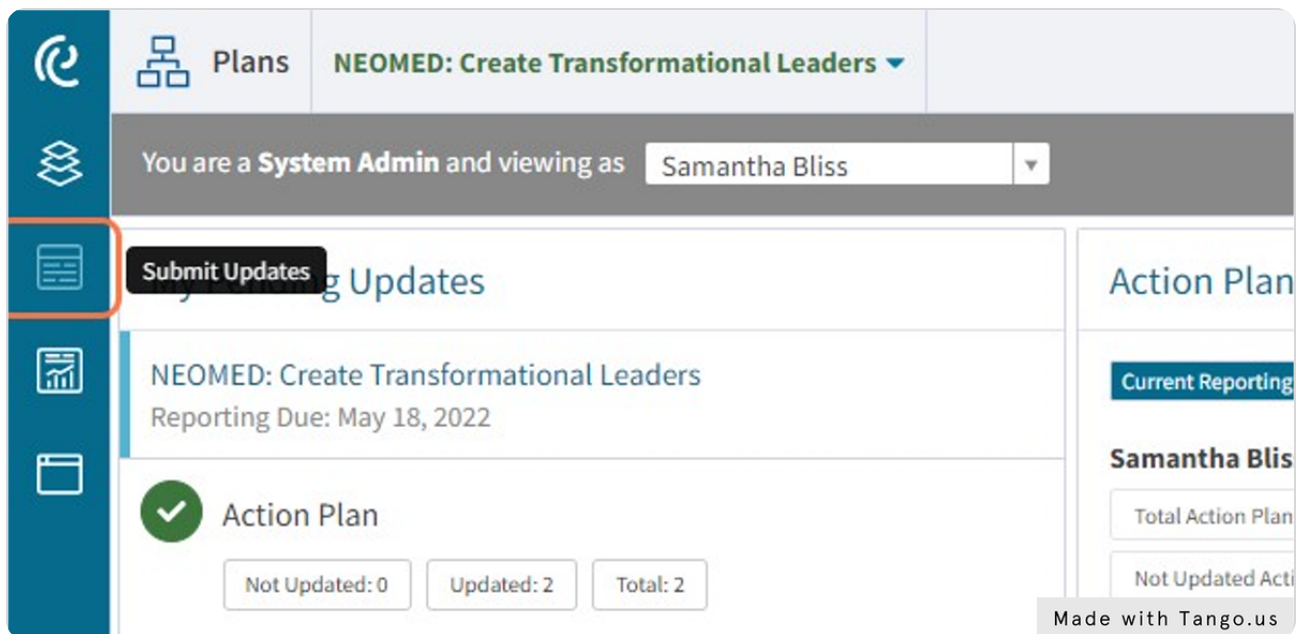 Plans
NEOMED: Create Transformational Leaders
You are a System Admin and viewing as
Samantha Bliss
Submit Updates
Updates
Action Plan
NEOMED: Create Transformational Leaders
Reporting Due: May 18, 2022
Current Reporting
Samantha Blis
Action Plan
Total Action Plan
Not Updated: 0
Updated: 2
Total: 2
Not Updated Acti
Made with Tango.us